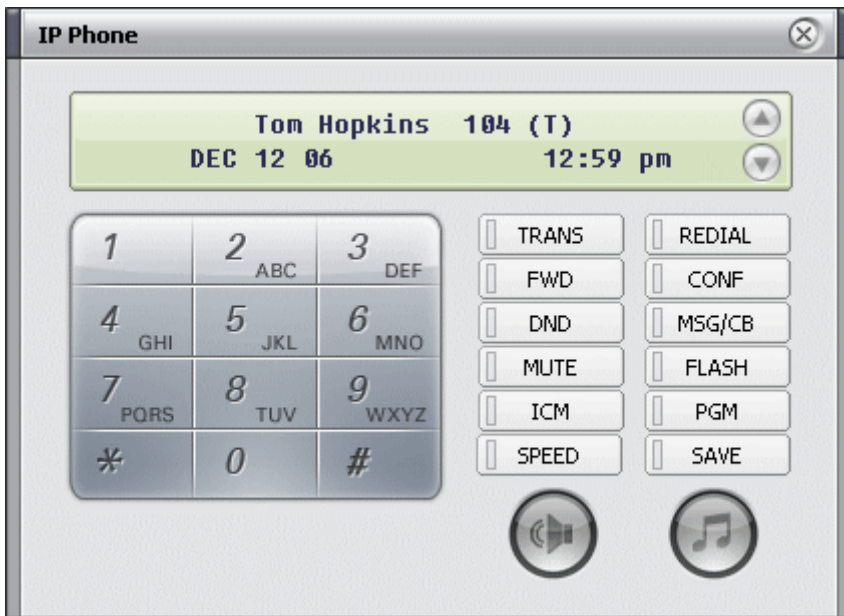 IP Phone
Tom Hopkins 104 (T)
DEC 12 06 12:59 pm
1 2 ABC 3 DEF
4 GHI 5 JKL 6 MNO
7 PQRS 8 TUV 9 WXYZ
* 0 #
TRANS REDIAL
FWD CONF
DND MSG/CB
MUTE FLASH
ICM PGM
SPEED SAVE